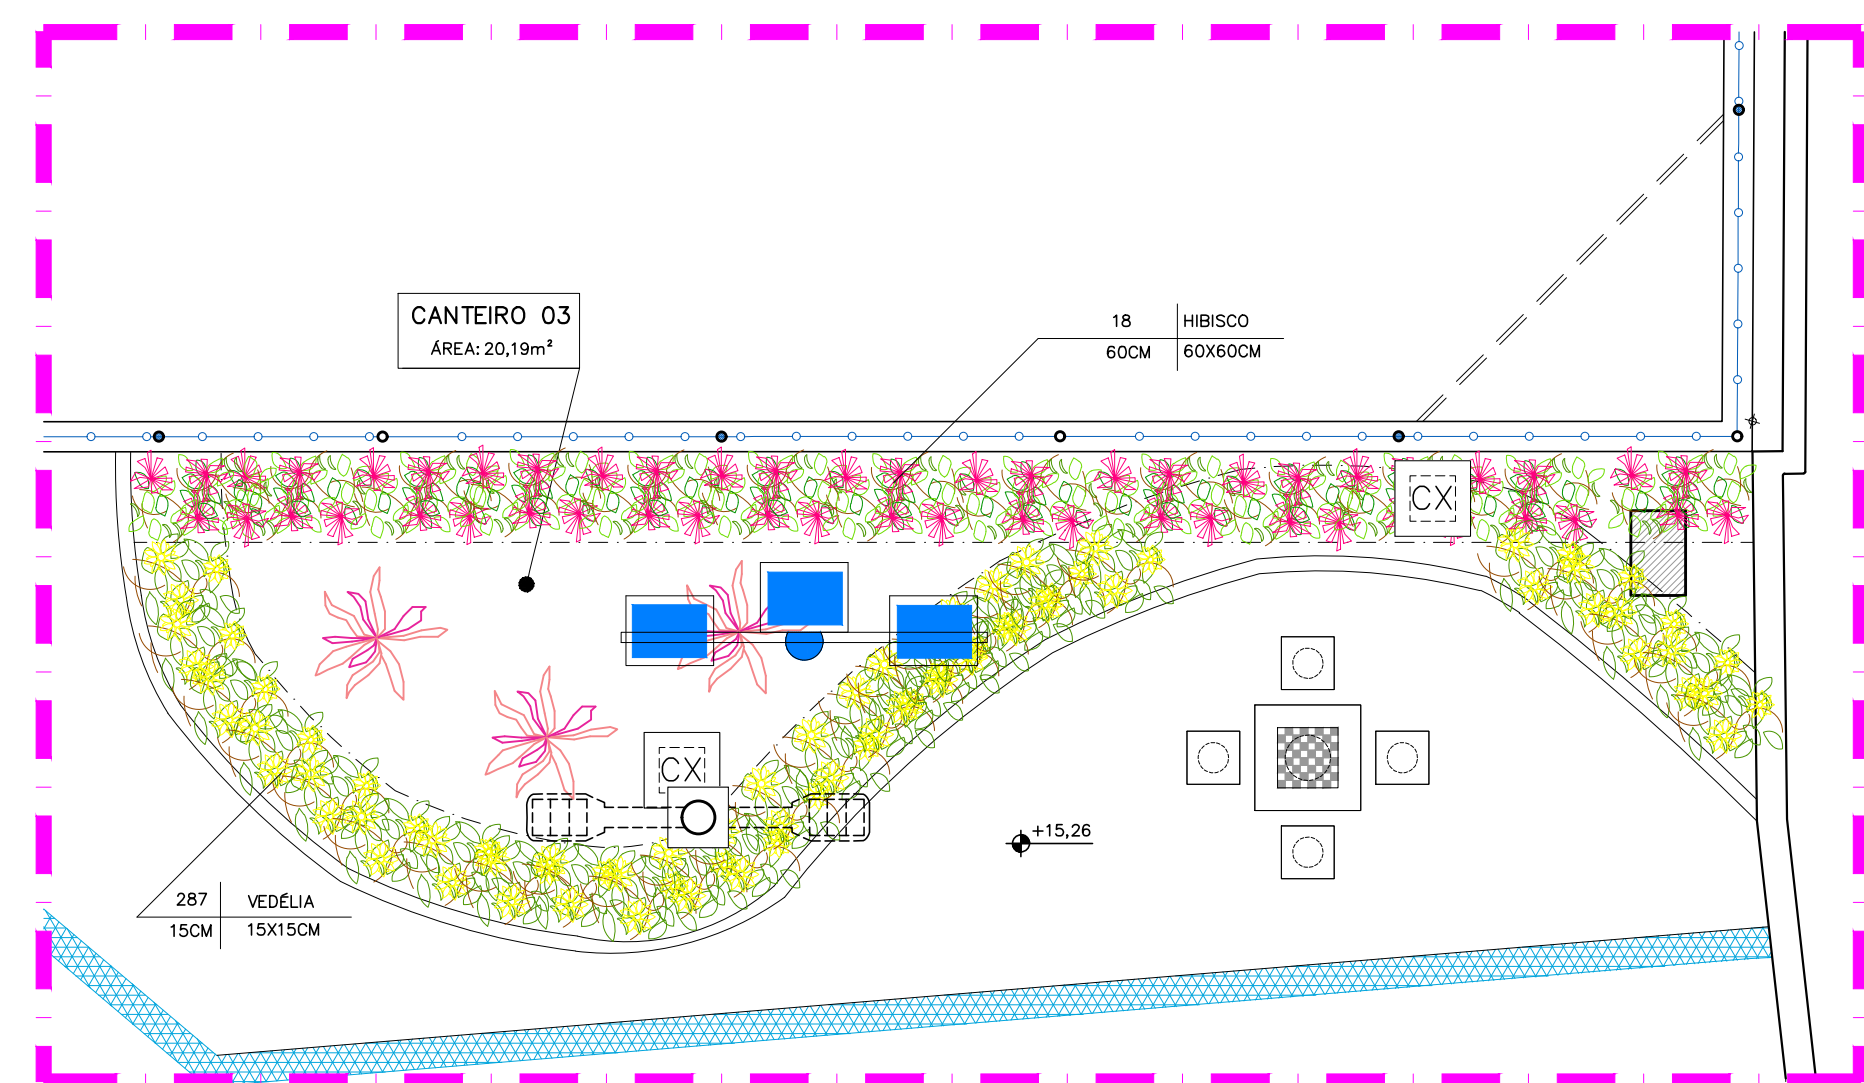 CANTEIRO 03
ÁREA: 20,19m²
18 HIBISCO
60CM 60X60CM
CX
CX
+15,26
287 VEDÉLIA
15CM 15X15CM